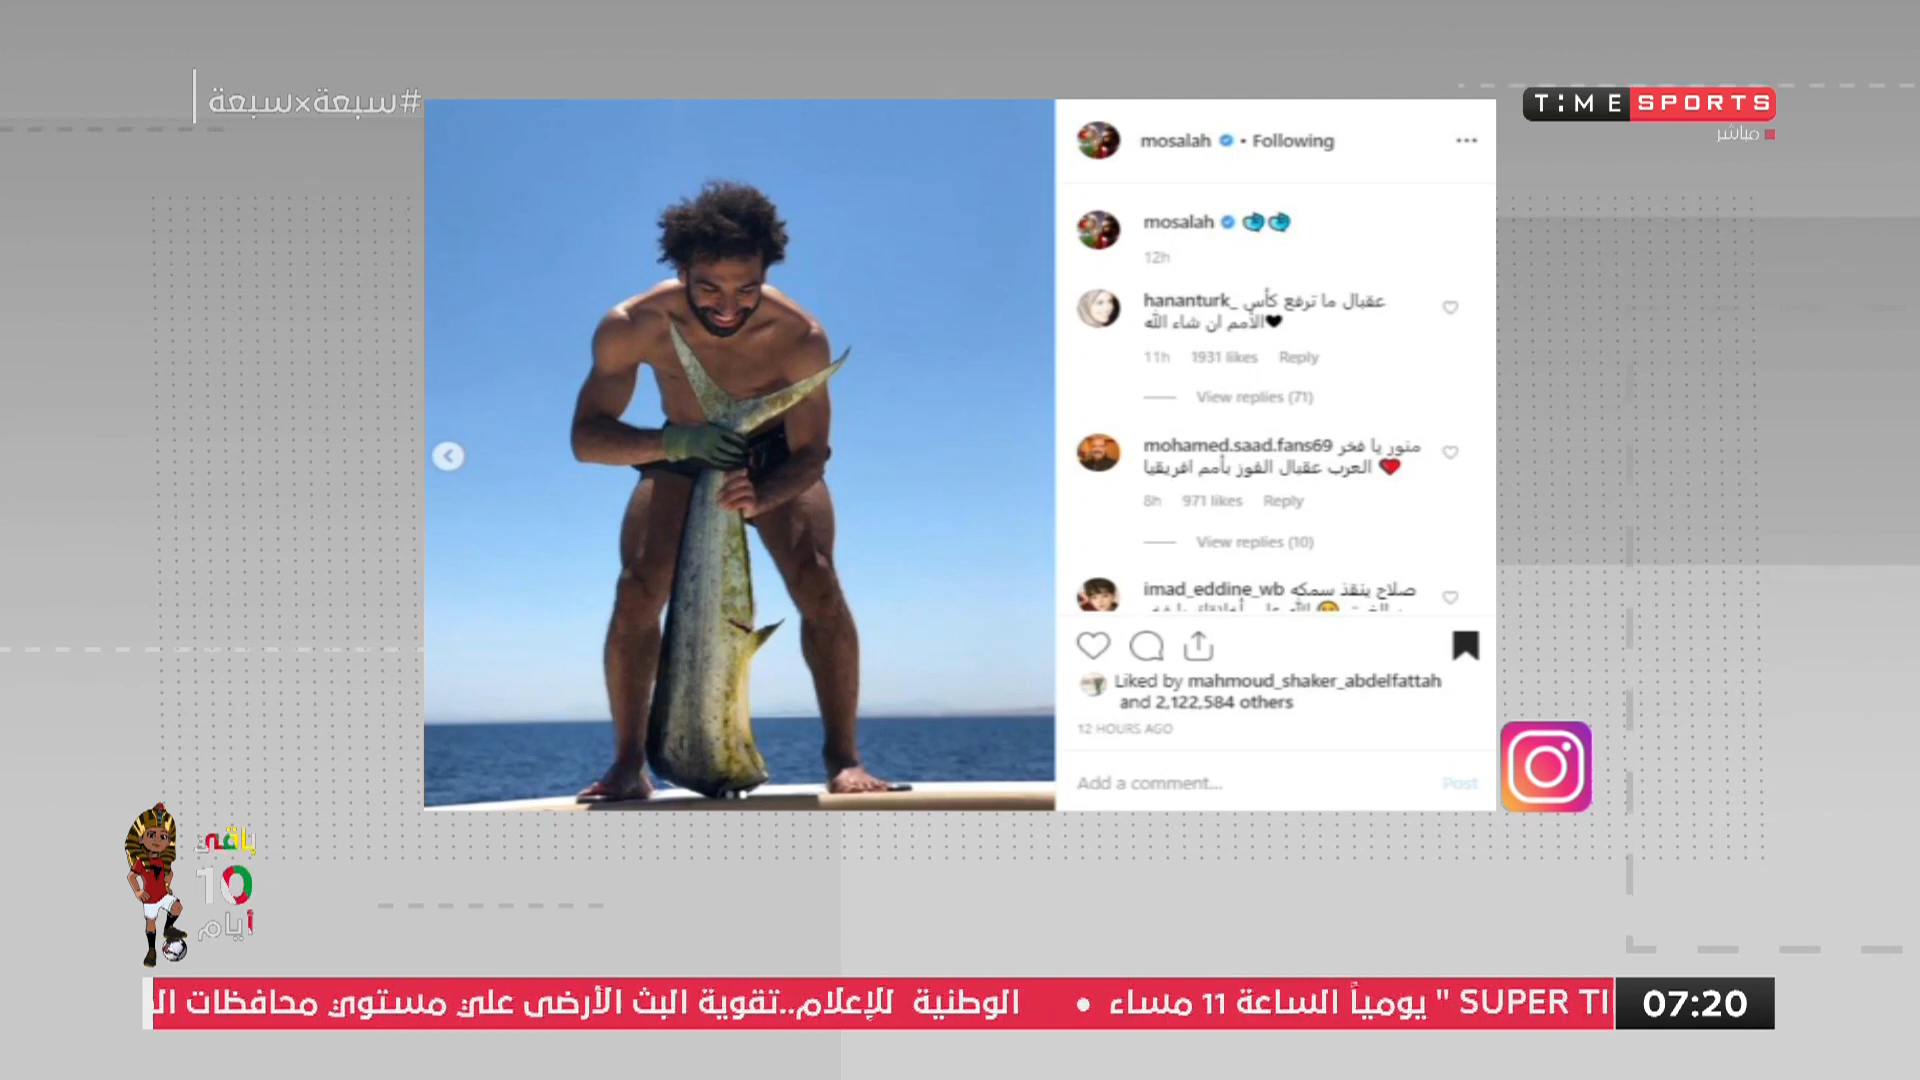 #سبعة×سبعة
TIME SPORTS
مباشر
mosalah • Following
mosalah
12h
hananturk_ عقبال ما ترفع كأس
الأمم ان شاء الله
11h 1931 likes Reply
View replies (71)
mohamed.saad.fans69 منور يا فخر
العرب عقبال الفوز بأمم افريقيا
8h 971 likes Reply
View replies (10)
imad_eddine_wb صلاح ينقذ سمكه
Liked by mahmoud_shaker_abdelfattah
and 2,122,584 others
12 HOURS AGO
Add a comment...
Post
باقي
10
أيام
SUPER TI " يومياً الساعة 11 مساء • الوطنية للإعلام..تقوية البث الأرضى علي مستوي محافظات ال
07:20